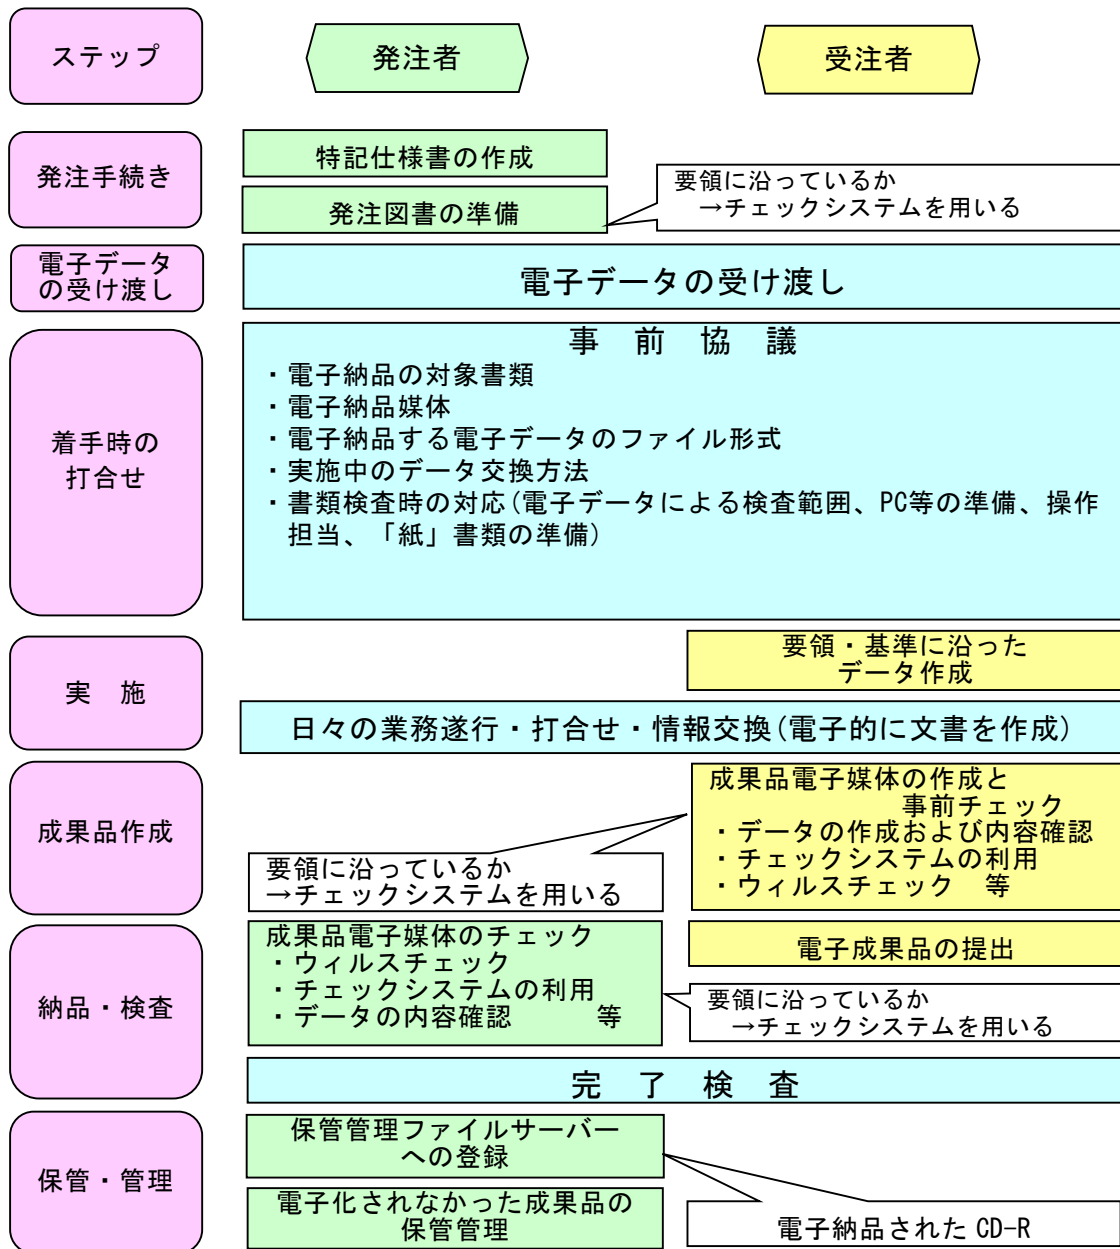 ステップ
発注者
受注者
発注手続き
特記仕様書の作成
発注図書の準備
要領に沿っているか
→チェックシステムを用いる
電子データ
の受け渡し
電子データの受け渡し
着手時の
打合せ
事　前　協　議
・電子納品の対象書類
・電子納品媒体
・電子納品する電子データのファイル形式
・実施中のデータ交換方法
・書類検査時の対応(電子データによる検査範囲、PC等の準備、操作
担当、「紙」書類の準備)
実　施
要領・基準に沿った
データ作成
日々の業務遂行・打合せ・情報交換(電子的に文書を作成)
成果品作成
成果品電子媒体の作成と
事前チェック
・データの作成および内容確認
・チェックシステムの利用
・ウィルスチェック　等
要領に沿っているか
→チェックシステムを用いる
納品・検査
成果品電子媒体のチェック
・ウィルスチェック
・チェックシステムの利用
・データの内容確認　　　等
電子成果品の提出
要領に沿っているか
→チェックシステムを用いる
完　了　検　査
保管・管理
保管管理ファイルサーバー
への登録
電子化されなかった成果品の
保管管理
電子納品された CD-R